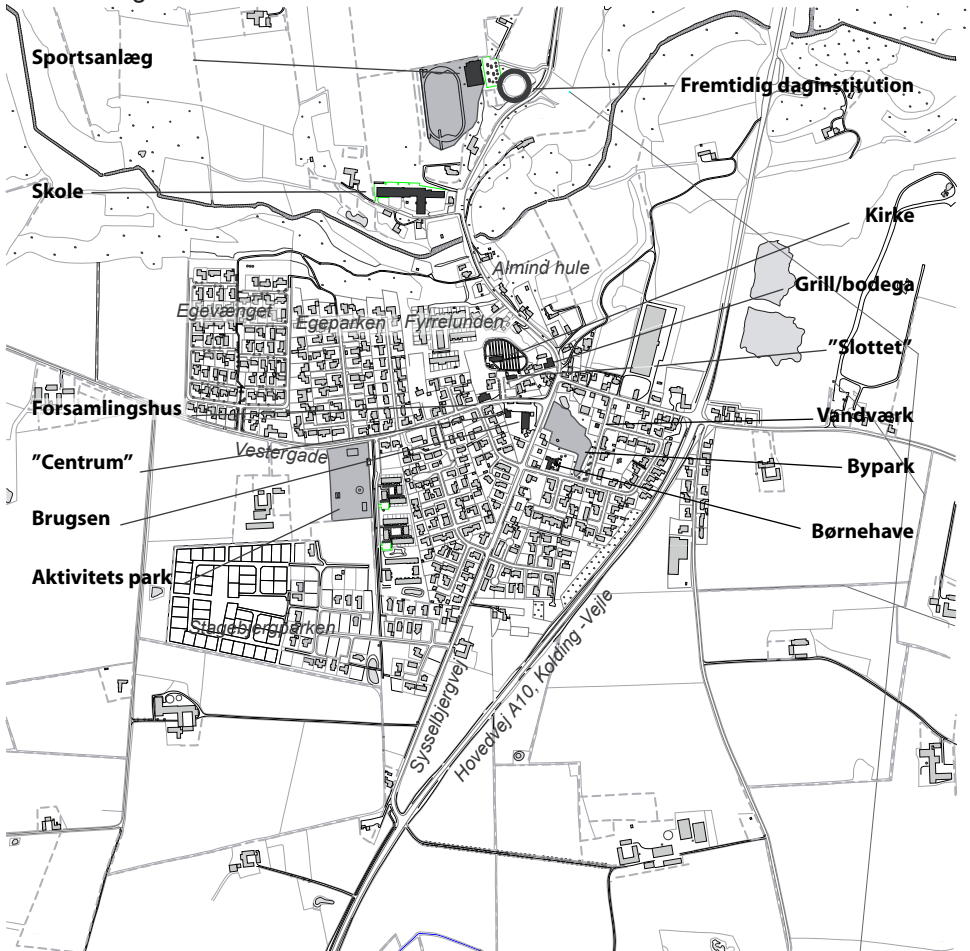 Sportsanlæg
Fremtidig daginstitution
Skole
Kirke
Almind hule
Grill/bodega
Egevænget
Egeparken
Fyrrelunden
"Slottet"
Forsamlingshus
Vandværk
Vestergade
"Centrum"
Bypark
Brugsen
Børnehave
Aktivitets park
Stagebjergparken
Sysselbjergvej
Hovedvej A10, Kolding -Vejle